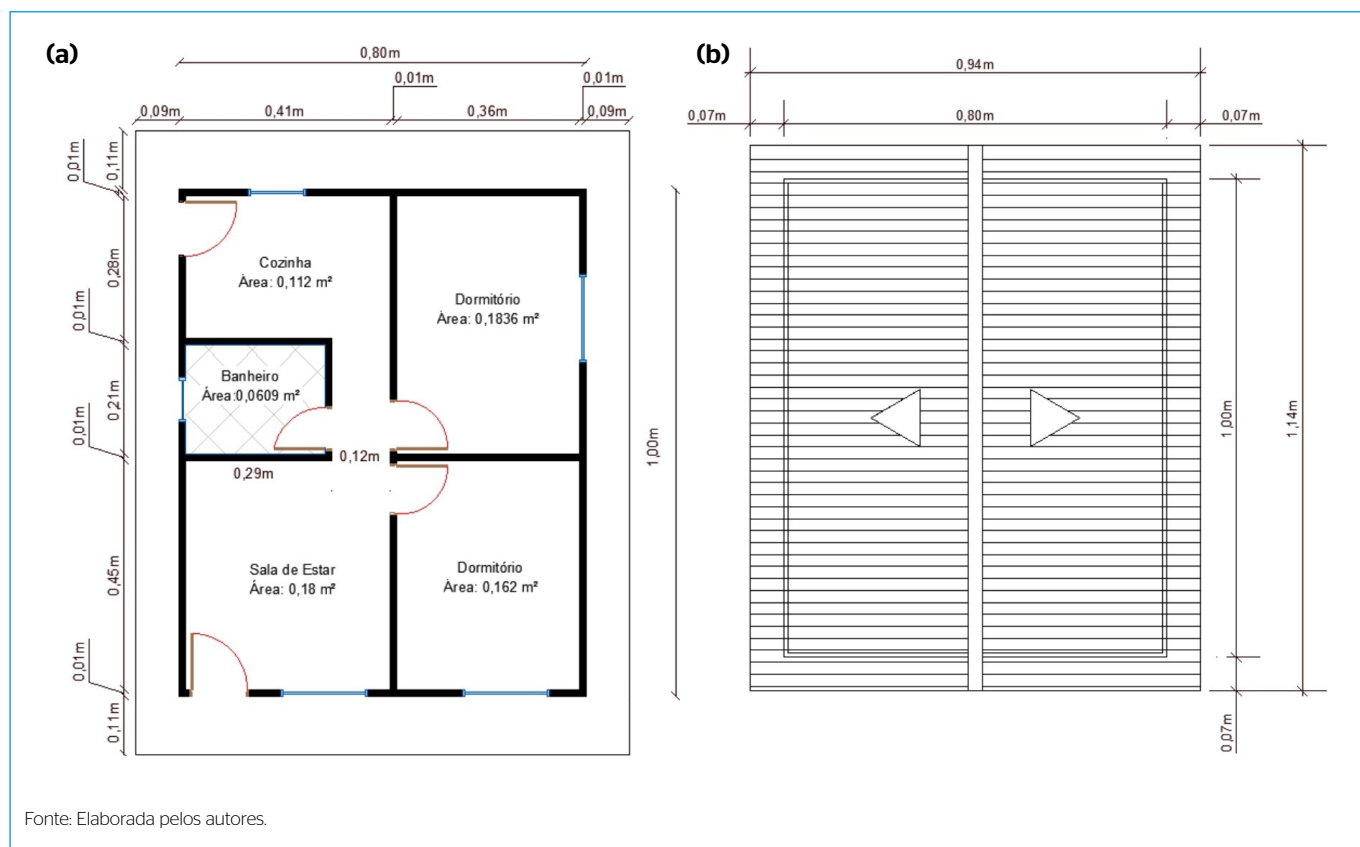 (a)
0,80m
0,01m
0,01m
0,09m
0,41m
0,36m
0,09m
0,01m
0,11m
0,28m
0,01m
0,21m
0,01m
0,45m
0,01m
0,11m
Cozinha
Área: 0,112 m²
Dormitório
Área: 0,1836 m²
Banheiro
Área:0,0609 m²
0,29m
0,12m
Sala de Estar
Área: 0,18 m²
Dormitório
Área: 0,162 m²
1,00m
(b)
0,94m
0,07m
0,80m
0,07m
1,00m
1,14m
0,07m
Fonte: Elaborada pelos autores.